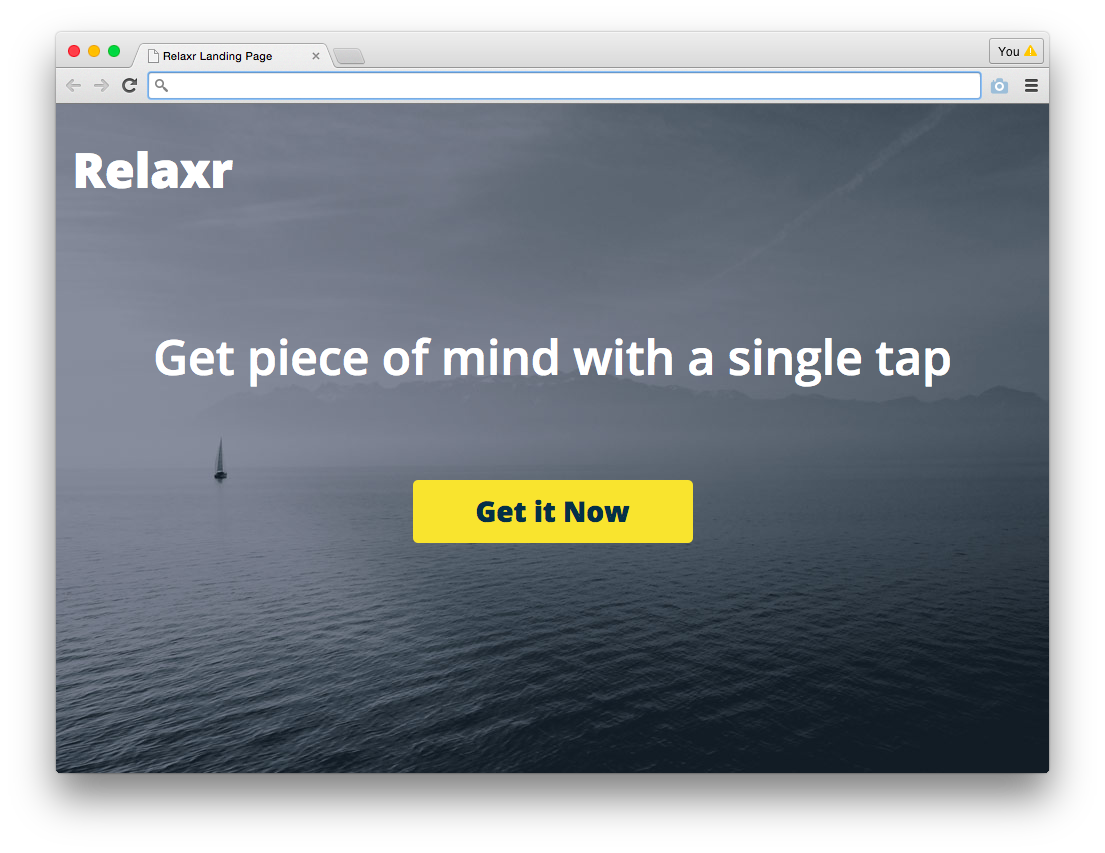 Relaxr Landing Page
You
Relaxr
Get piece of mind with a single tap
Get it Now